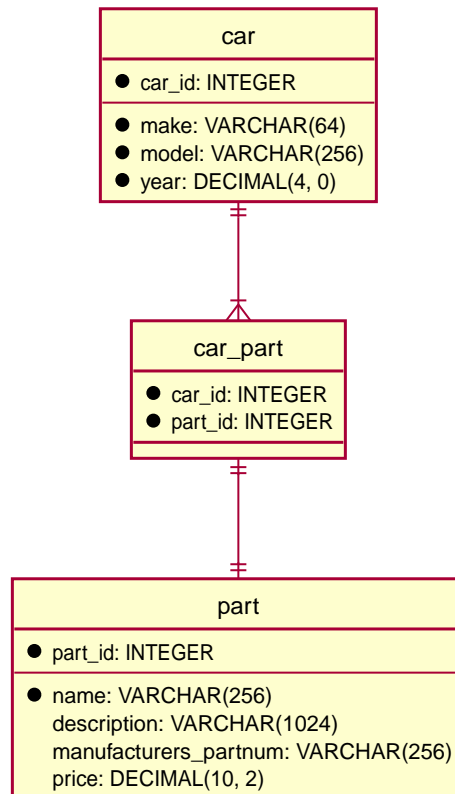 car
● car_id: INTEGER
● make: VARCHAR(64)
● model: VARCHAR(256)
● year: DECIMAL(4, 0)
car_part
● car_id: INTEGER
● part_id: INTEGER
part
● part_id: INTEGER
● name: VARCHAR(256)
description: VARCHAR(1024)
manufacturers_partnum: VARCHAR(256)
price: DECIMAL(10, 2)